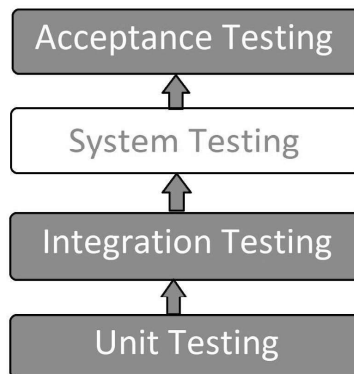 Acceptance Testing
System Testing
Integration Testing
Unit Testing